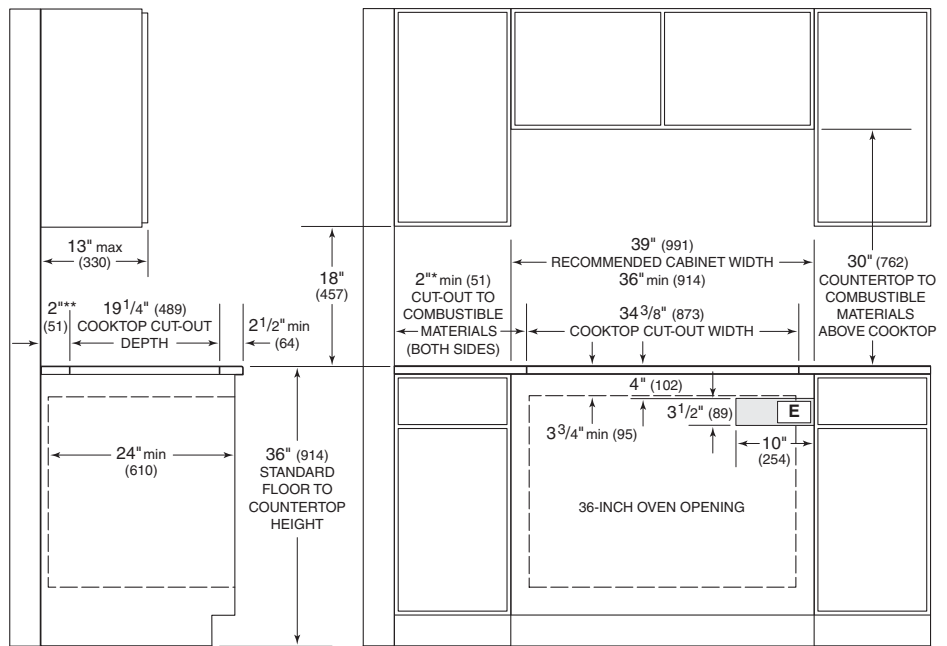 13" max
(330)
18"
(457)
2"**
(51)
19 1/4" (489)
COOKTOP CUT-OUT
DEPTH
2 1/2" min
(64)
24" min
(610)
36" (914)
STANDARD
FLOOR TO
COUNTERTOP
HEIGHT
39" (991)
RECOMMENDED CABINET WIDTH
36" min (914)
2"* min (51)
CUT-OUT TO
COMBUSTIBLE
MATERIALS
(BOTH SIDES)
34 3/8" (873)
COOKTOP CUT-OUT WIDTH
30" (762)
COUNTERTOP TO
COMBUSTIBLE
MATERIALS
ABOVE COOKTOP
4" (102)
3 1/2" (89)
E
3 3/4" min (95)
10"
(254)
36-INCH OVEN OPENING